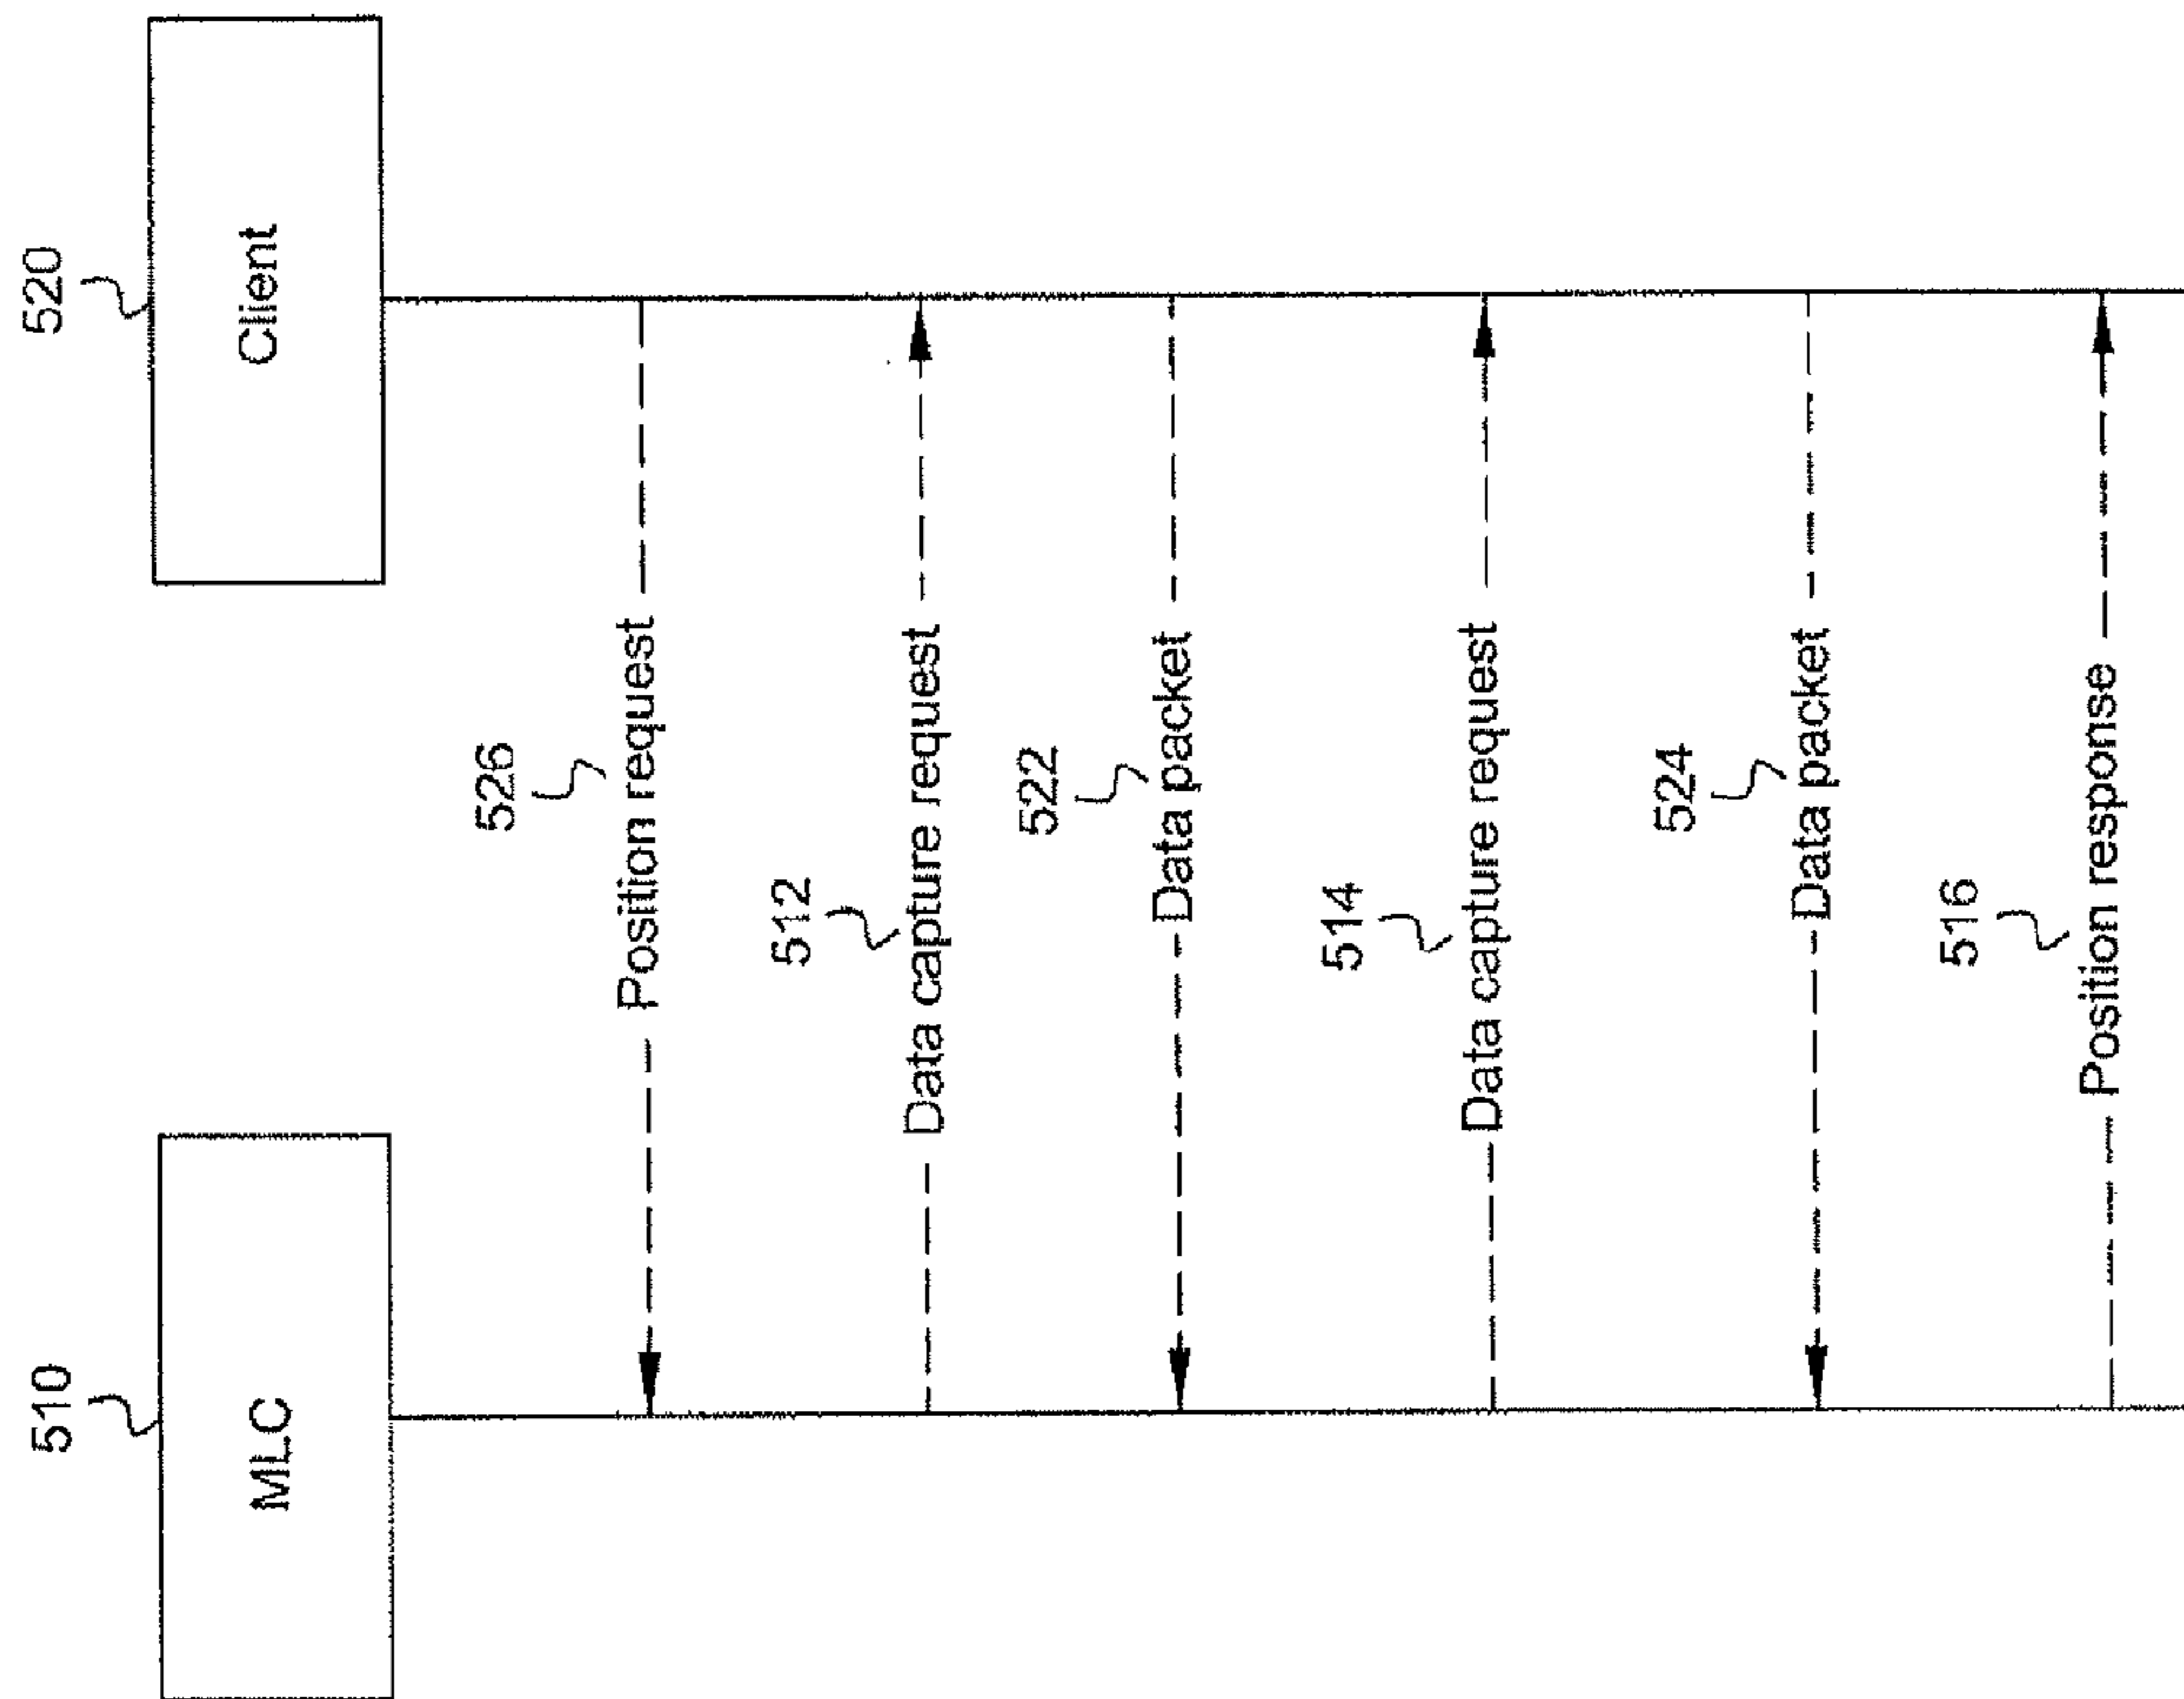 510
MLC
520
Client
526
Position request
512
Data capture request
522
Data packet
514
Data capture request
524
Data packet
516
Position response